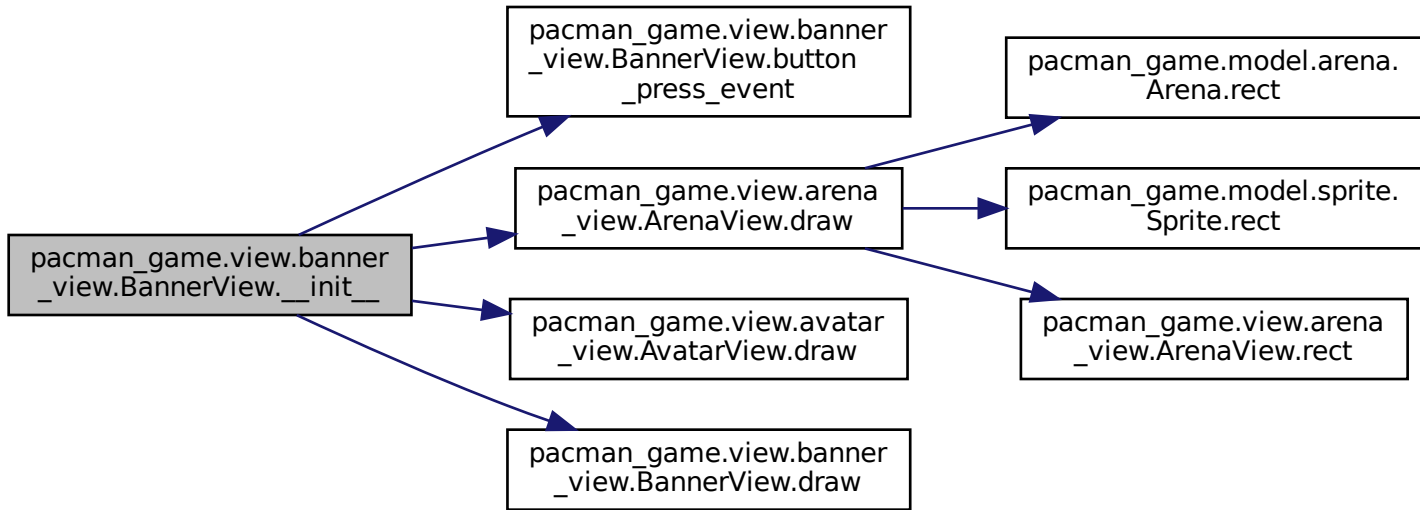 pacman_game.view.banner
_view.BannerView.__init__
pacman_game.view.banner
_view.BannerView.button
_press_event
pacman_game.view.arena
_view.ArenaView.draw
pacman_game.view.avatar
_view.AvatarView.draw
pacman_game.view.banner
_view.BannerView.draw
pacman_game.model.arena.
Arena.rect
pacman_game.model.sprite.
Sprite.rect
pacman_game.view.arena
_view.ArenaView.rect